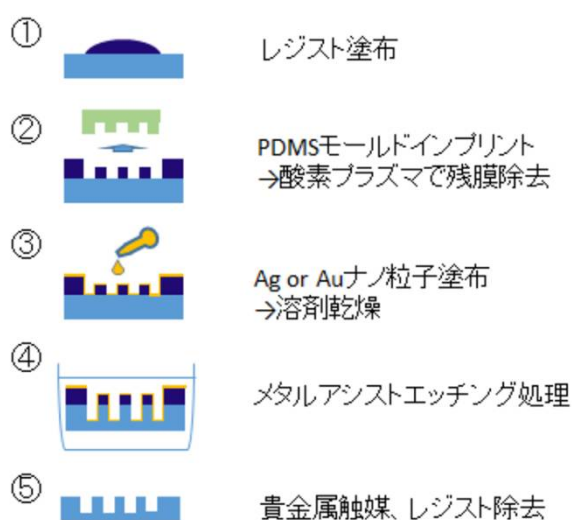 ① レジスト塗布
② PDMSモールドインプリント
→酸素プラズマで残膜除去
③ Ag or Auナノ粒子塗布
→溶剤乾燥
④ メタルアシストエッチング処理
⑤ 貴金属触媒、レジスト除去